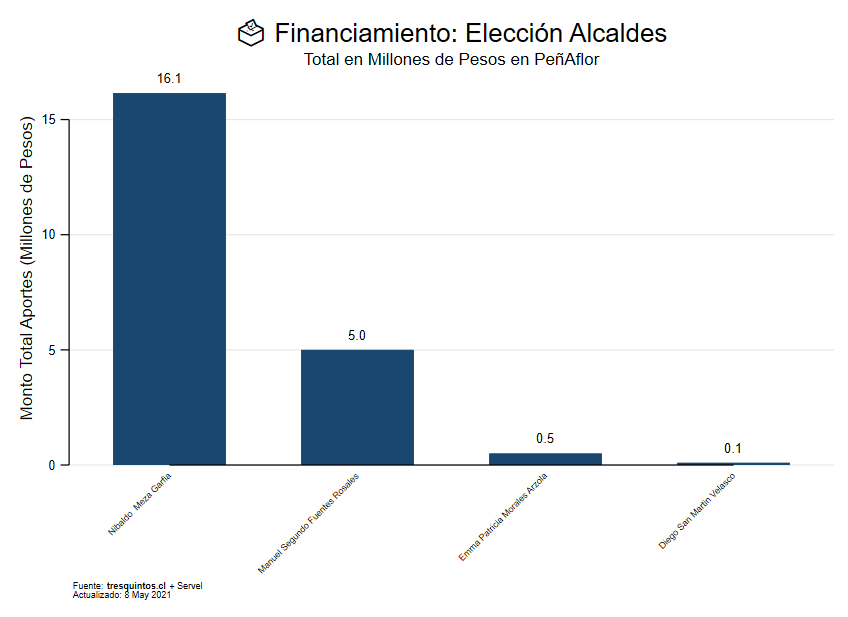 Financiamiento: Elección Alcaldes
Total en Millones de Pesos en PeñAflor
Monto Total Aportes (Millones de Pesos)
15
10
5
0
16.1
5.0
0.5
0.1
Nibaldo Meza Garfia
Manuel Segundo Fuentes Rosales
Emma Patricia Morales Arzola
Diego San Martin Velasco
Fuente: tresquintos.cl + Servel
Actualizado: 8 May 2021